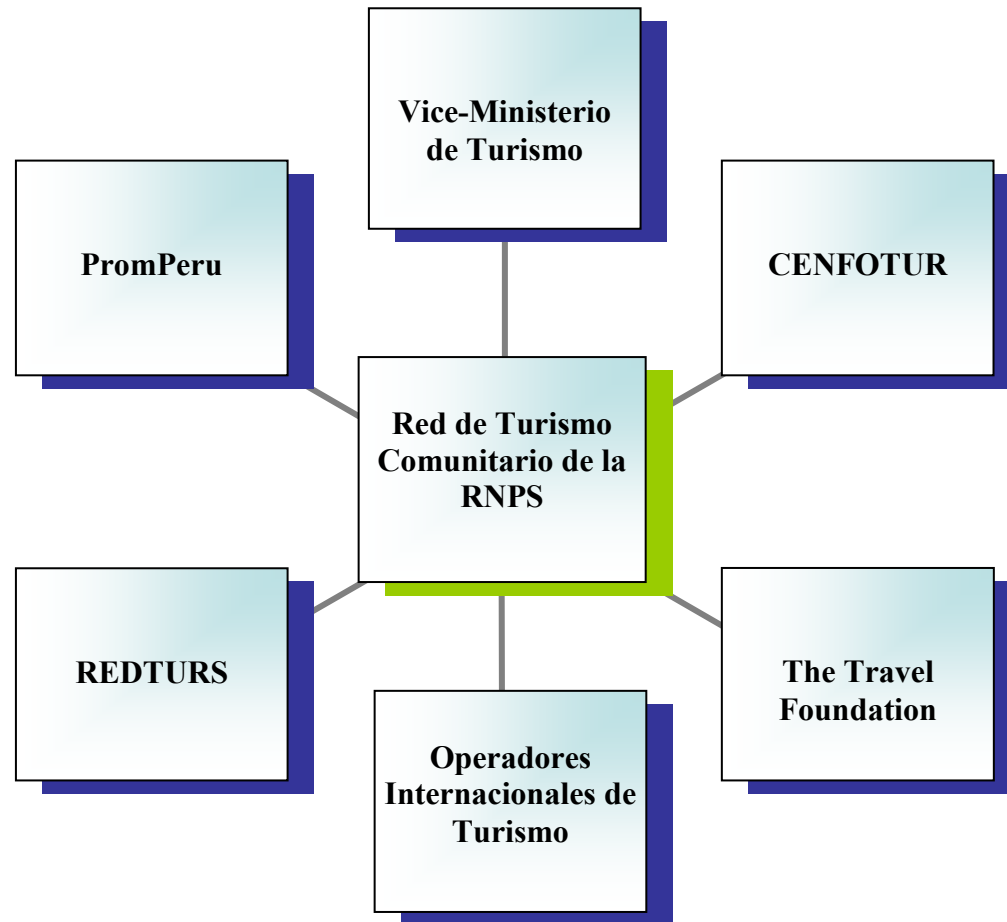 Vice-Ministerio
de Turismo
PromPeru
CENFOTUR
Red de Turismo
Comunitario de la
RNPS
REDTURS
The Travel
Foundation
Operadores
Internacionales de
Turismo